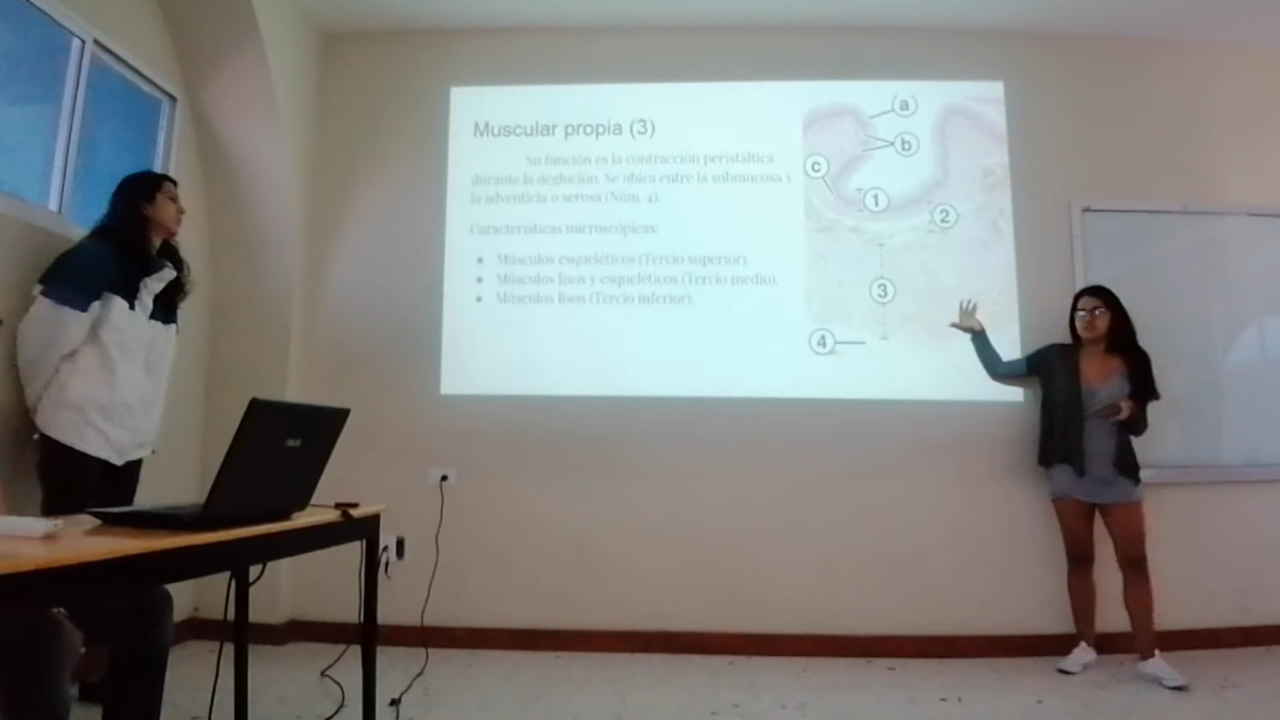 Muscular propia (3)
Su función es la contracción peristáltica
durante la deglución. Se ubica entre la submucosa y
la adventicia o serosa (Núm. 4).
Características microscópicas:
Músculos esqueléticos (Tercio superior).
Músculos lisos y esqueléticos (Tercio medio).
Músculos lisos (Tercio inferior).
a
b
c
1
2
3
4
ASUS